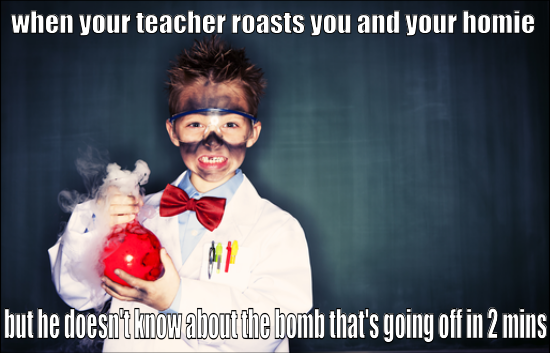 when your teacher roasts you and your homie
but he doesn't know about the bomb that's going off in 2 mins